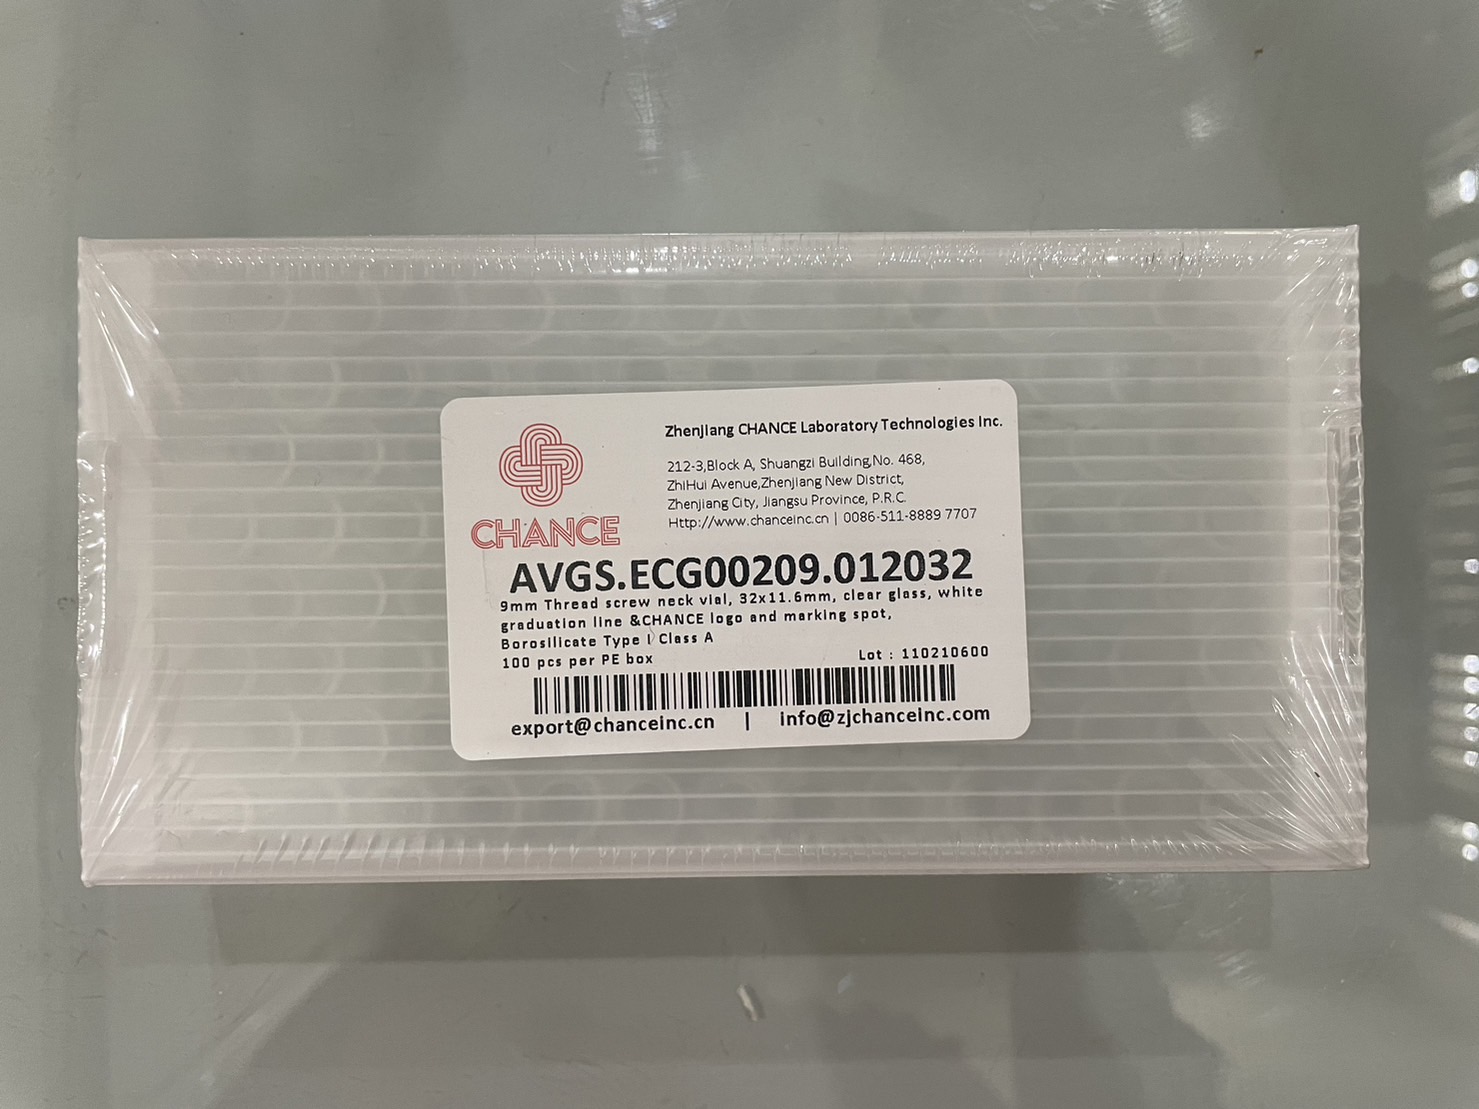 CHANCE
Zhenjiang CHANCE Laboratory Technologies Inc.
212-3,Block A, Shuangzi Building,No. 468,
ZhiHui Avenue,Zhenjiang New District,
Zhenjiang City, Jiangsu Province, P.R.C.
Http://www.chanceinc.cn | 0086-511-8889 7707
AVGS.ECG00209.012032
9mm Thread screw neck vial, 32x11.6mm, clear glass, white
graduation line &CHANCE logo and marking spot,
Borosilicate Type I Class A
100 pcs per PE box Lot : 110210600
export@chanceinc.cn | info@zjchanceinc.com